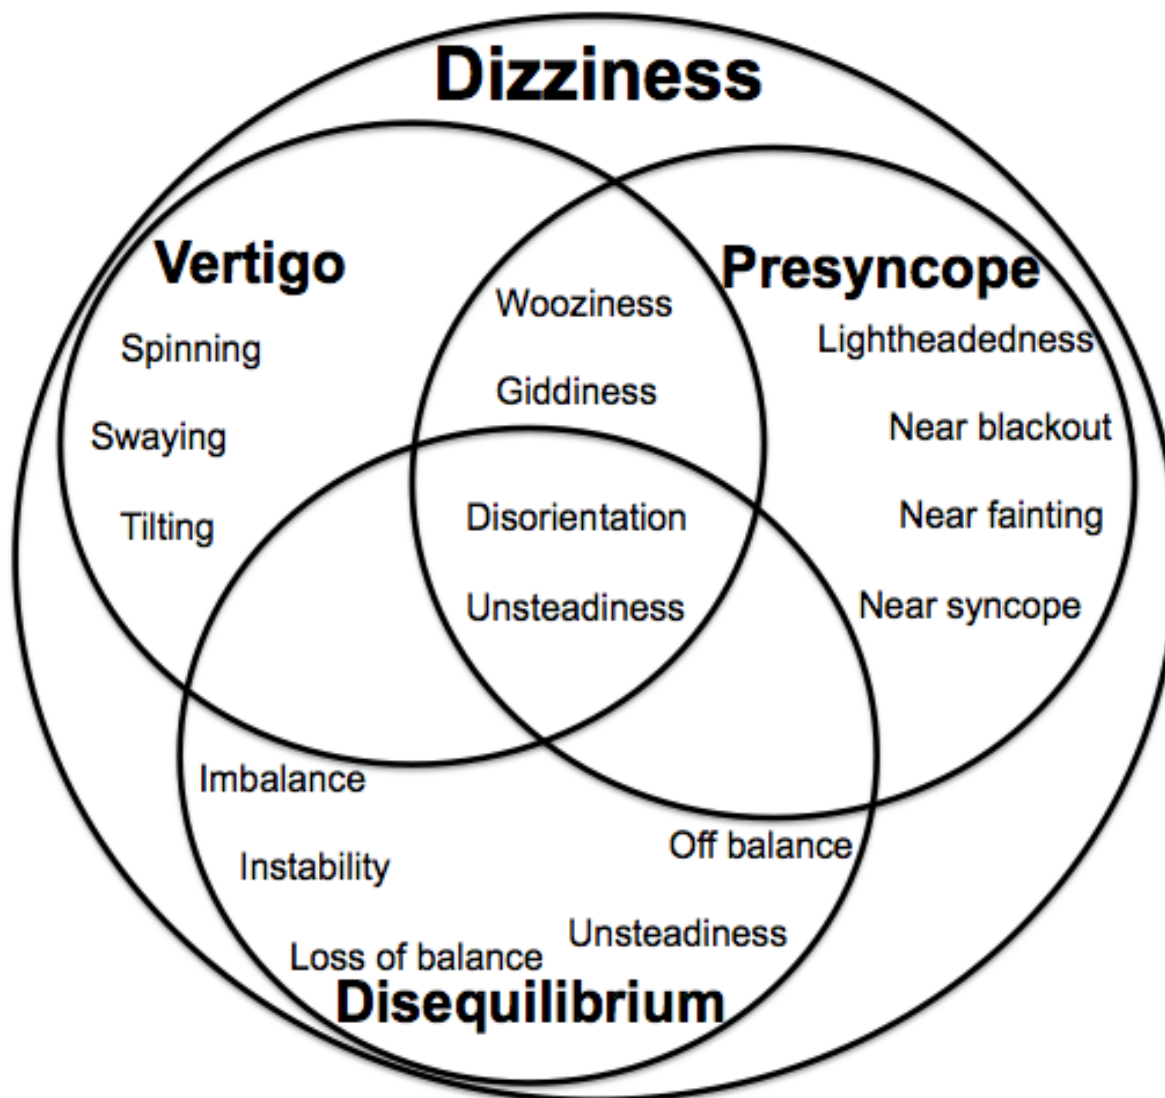 Dizziness
Vertigo
Spinning
Swaying
Tilting
Wooziness
Giddiness
Presyncope
Lightheadedness
Near blackout
Near fainting
Near syncope
Disorientation
Unsteadiness
Imbalance
Instability
Loss of balance
Off balance
Unsteadiness
Disequilibrium